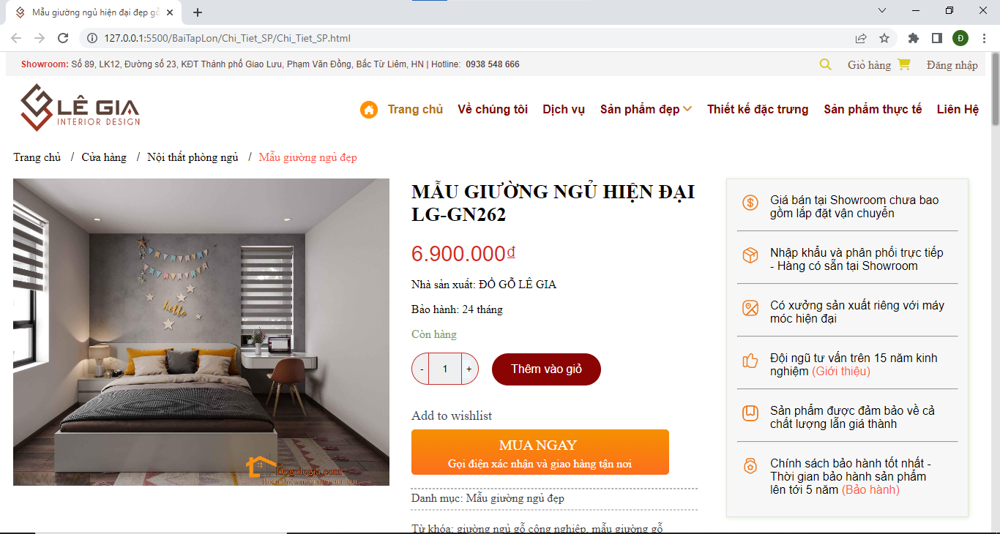 Mẫu giường ngủ hiện đại đẹp gỗ
127.0.0.1:5500/BaiTapLon/Chi_Tiet_SP/Chi_Tiet_SP.html
Đ
Showroom: Số 89, LK12, Đường số 23, KĐT Thành phố Giao Lưu, Phạm Văn Đồng, Bắc Từ Liêm, HN | Hotline: 0938 548 666
Giỏ hàng
Đăng nhập
LÊ GIA
INTERIOR DESIGN
Trang chủ Về chúng tôi Dịch vụ Sản phẩm đẹp Thiết kế đặc trưng Sản phẩm thực tế Liên Hệ
Trang chủ / Cửa hàng / Nội thất phòng ngủ / Mẫu giường ngủ đẹp
hello
Dogolegia.com
MẪU GIƯỜNG NGỦ HIỆN ĐẠI
LG-GN262
6.900.000₫
Nhà sản xuất: ĐỒ GỖ LÊ GIA
Bảo hành: 24 tháng
Còn hàng
- 1 +
Thêm vào giỏ
Add to wishlist
MUA NGAY
Gọi điện xác nhận và giao hàng tận nơi
Danh mục: Mẫu giường ngủ đẹp
Từ khóa: giường ngủ gỗ công nghiệp, mẫu giường gỗ
Giá bán tại Showroom chưa bao
gồm lắp đặt vận chuyển
Nhập khẩu và phân phối trực tiếp
- Hàng có sẵn tại Showroom
Có xưởng sản xuất riêng với máy
móc hiện đại
Đội ngũ tư vấn trên 15 năm kinh
nghiệm (Giới thiệu)
Sản phẩm được đảm bảo về cả
chất lượng lẫn giá thành
Chính sách bảo hành tốt nhất -
Thời gian bảo hành sản phẩm
lên tới 5 năm (Bảo hành)